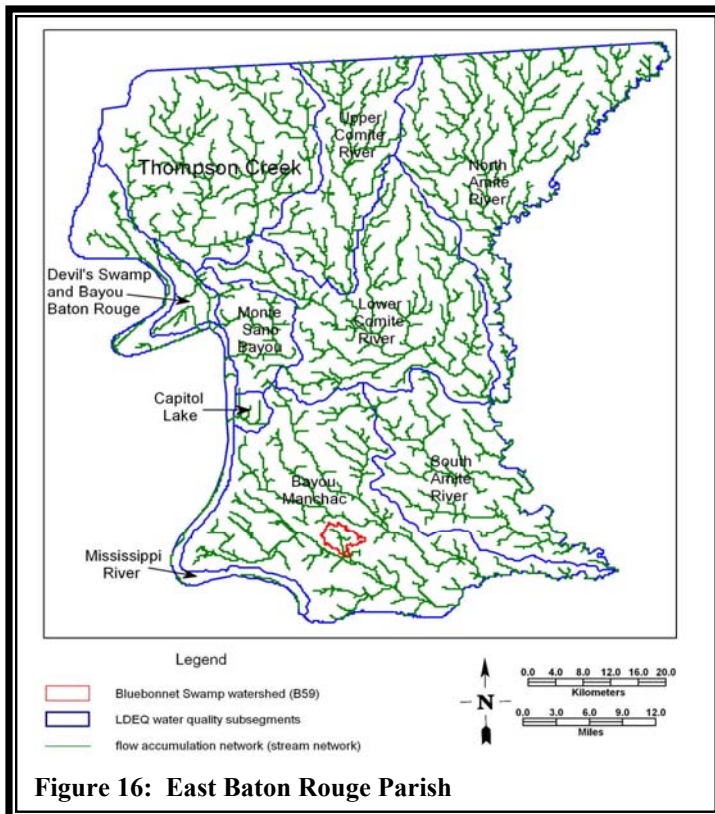 Upper
Comite
River
Thompson Creek
North
Amite
River
Devil's Swamp
and Bayou
Baton Rouge
Monte
Sano
Bayou
Lower
Comite
River
Capitol
Lake
Bayou
Manchac
South
Amite
River
Mississippi
River
Legend
Bluebonnet Swamp watershed (B59)
LDEQ water quality subsegments
flow accumulation network (stream network)
N
0.0 4.0 8.0 12.0 16.0 20.0
Kilometers
0.0 3.0 6.0 9.0 12.0
Miles
Figure 16: East Baton Rouge Parish